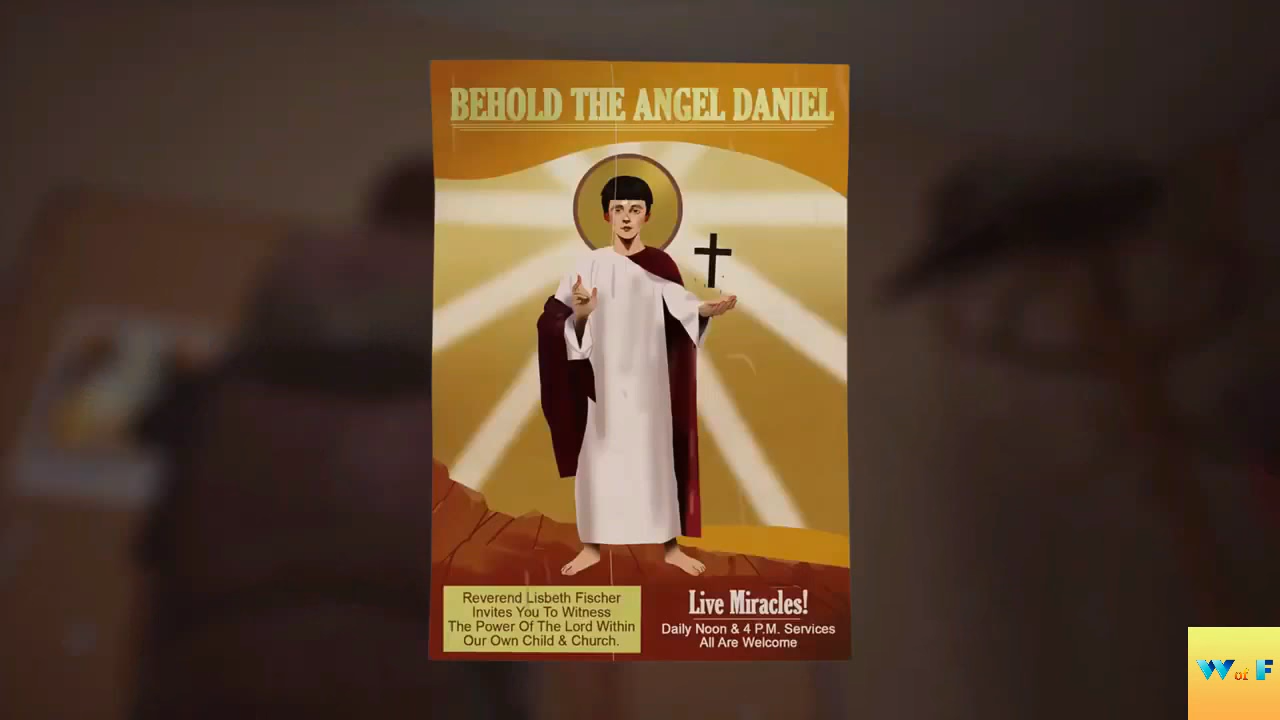 BEHOLD THE ANGEL DANIEL
Reverend Lisbeth Fischer
Invites You To Witness
The Power Of The Lord Within
Our Own Child & Church.
Live Miracles!
Daily Noon & 4 P.M. Services
All Are Welcome
W of F